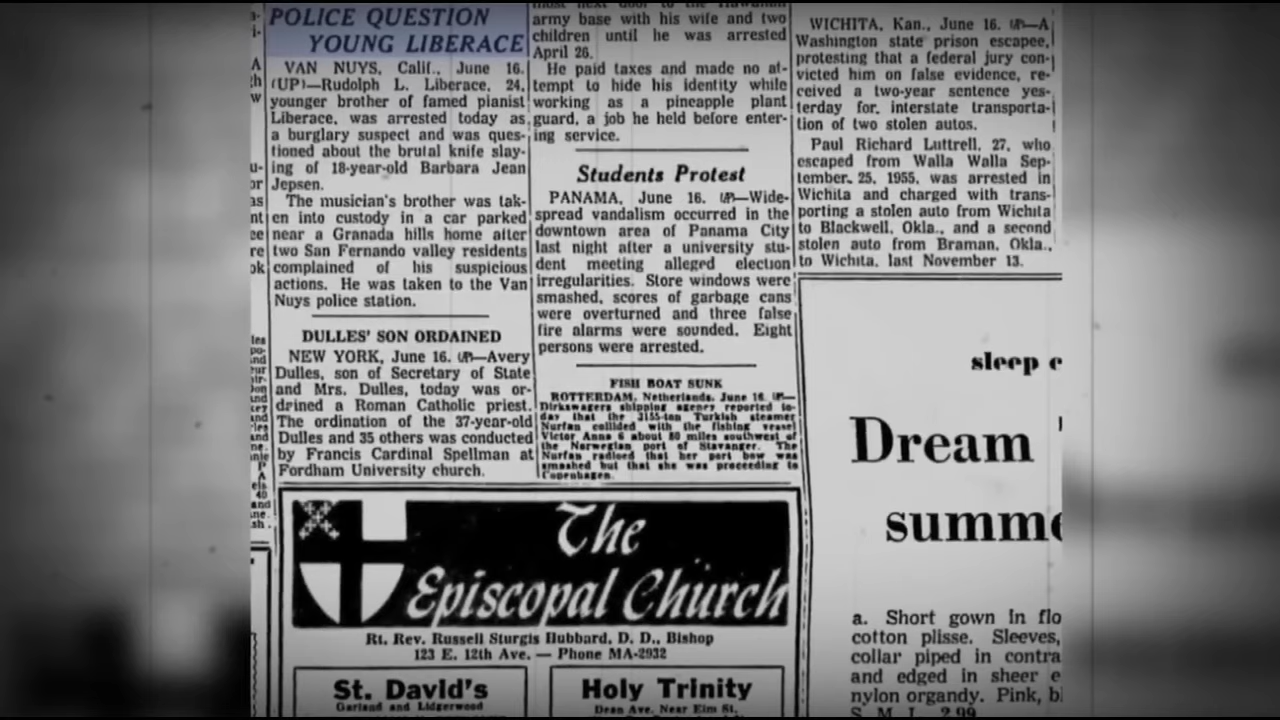 POLICE QUESTION
YOUNG LIBERACE
VAN NUYS, Calif., June 16.
(UP)—Rudolph L. Liberace, 24,
younger brother of famed pianist
Liberace, was arrested today as
a burglary suspect and was ques-
tioned about the brutal knife slay-
ing of 18-year-old Barbara Jean
Jepsen.
The musician's brother was tak-
en into custody in a car parked
near a Granada hills home after
two San Fernando valley residents
complained of his suspicious
actions. He was taken to the Van
Nuys police station.
DULLES' SON ORDAINED
NEW YORK, June 16. (AP)—Avery
Dulles, son of Secretary of State
and Mrs. Dulles, today was or-
drined a Roman Catholic priest.
The ordination of the 37-year-old
Dulles and 35 others was conducted
by Francis Cardinal Spellman at
Fordham University church.
army base with his wife and two
children until he was arrested
April 26.
He paid taxes and made no at-
tempt to hide his identity while
working as a pineapple plant
guard, a job he held before enter-
ing service.
Students Protest
PANAMA, June 16. (AP)—Wide-
spread vandalism occurred in the
downtown area of Panama City
last night after a university stu-
dent meeting alleged election
irregularities. Store windows were
smashed, scores of garbage cans
were overturned and three false
fire alarms were sounded. Eight
persons were arrested.
FISH BOAT SUNK
ROTTERDAM, Netherlands, June 16. (AP)—
Dirkswagers shipping agency reported to-
day that the 3155-ton Turkish steamer
Nurfan collided with the fishing vessel
Victor Anna 6 about 80 miles southwest of
the Norwegian port of Stavanger. The
Nurfan radioed that her port bow was
smashed but that she was proceeding to
Copenhagen.
WICHITA, Kan., June 16. (AP)—A
Washington state prison escapee,
protesting that a federal jury con-
victed him on false evidence, re-
ceived a two-year sentence yes-
terday for, interstate transporta-
tion of two stolen autos.
Paul Richard Luttrell, 27, who
escaped from Walla Walla Sep-
tember. 25, 1955, was arrested in
Wichita and charged with trans-
porting a stolen auto from Wichita
to Blackwell, Okla., and a second
stolen auto from Braman, Okla.,
to Wichita, last November 13.
The
Episcopal Church
Rt. Rev. Russell Sturgis Hubbard, D. D., Bishop
123 E. 12th Ave. — Phone MA-2932
St. David's
Garland and Lidgerwood
Holy Trinity
Dean Ave. Near Elm St.
sleep
Dream
summe
a. Short gown in flo
cotton plisse. Sleeves,
collar piped in contra
and edged in sheer e
nylon organdy. Pink, b
S. M. L. 2.99